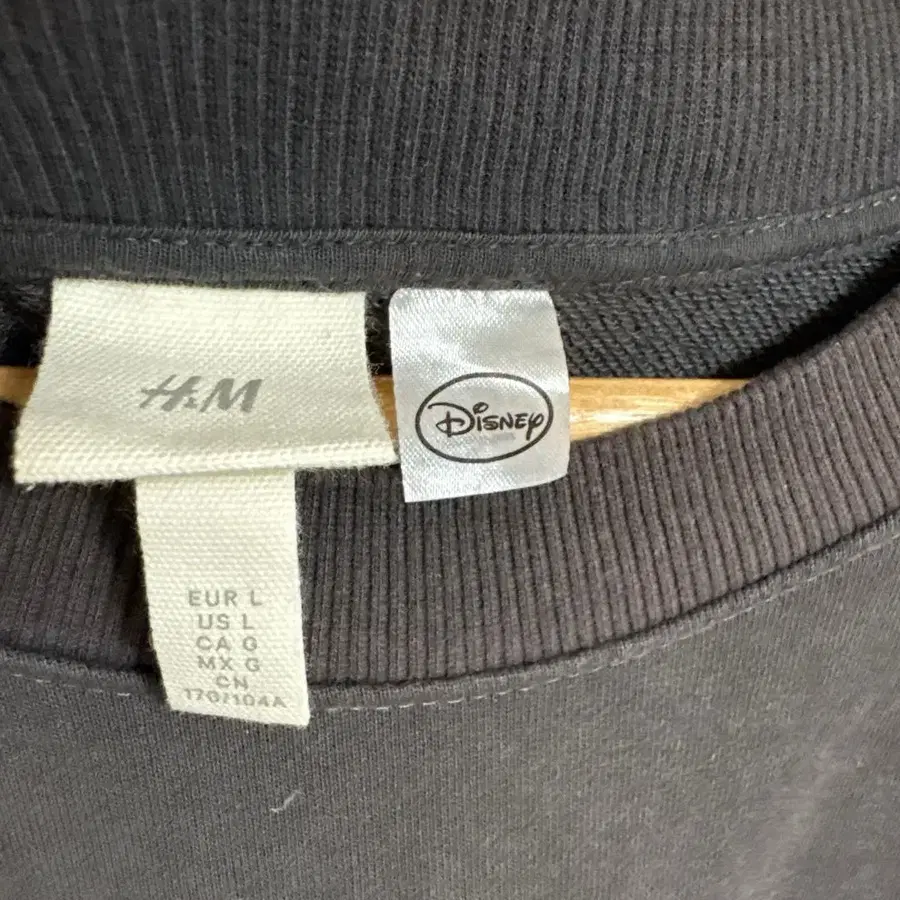 H&M
Disney
EUR L
US L
CA G
MX G
CN
170/104A